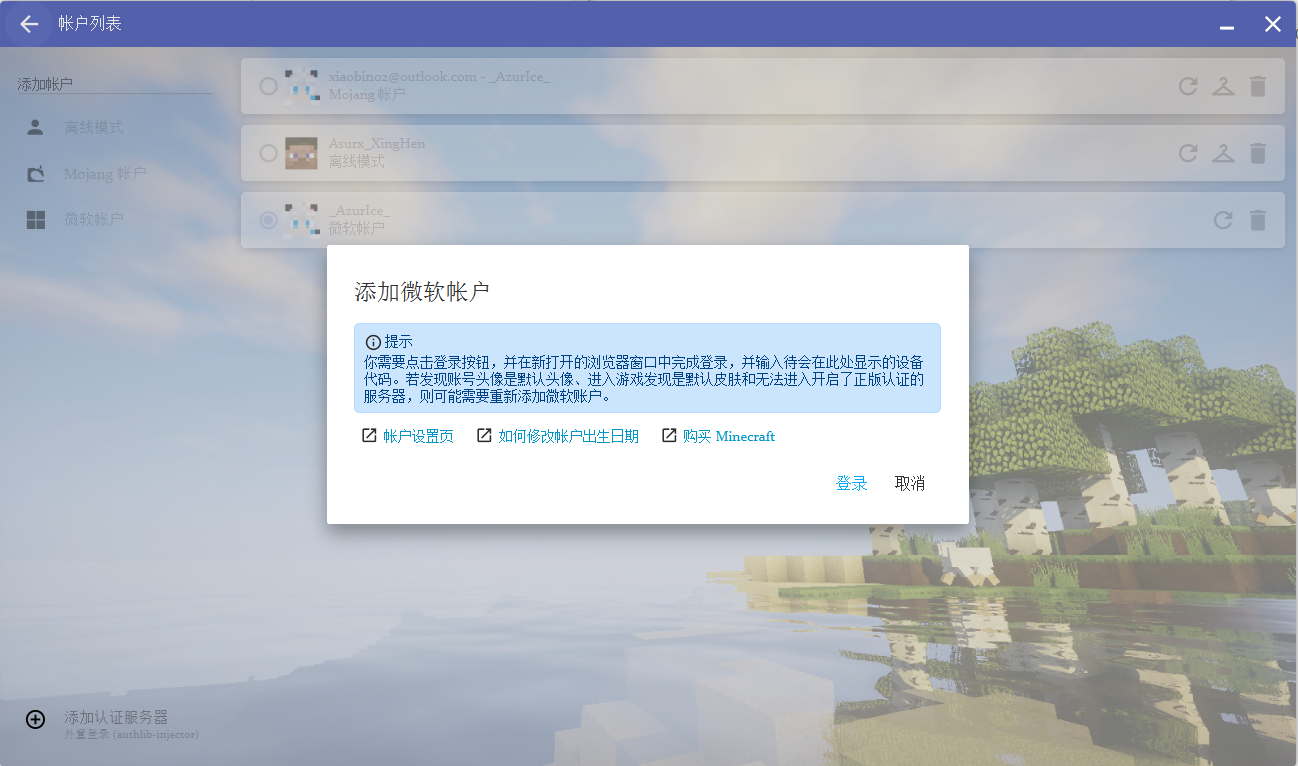 帐户列表
添加帐户
离线模式
Mojang 帐户
微软帐户
xiaobin02@outlook.com - _AzurIce_
Mojang 帐户
Asurx_XingHen
离线模式
_AzurIce_
微软帐户
添加微软帐户
提示
你需要点击登录按钮，并在新打开的浏览器窗口中完成登录，并输入待会在此处显示的设备
代码。若发现账号头像是默认头像、进入游戏发现是默认皮肤和无法进入开启了正版认证的
服务器，则可能需要重新添加微软账户。
帐户设置页 如何修改帐户出生日期 购买 Minecraft
登录 取消
添加认证服务器
外置登录 (authlib-injector)